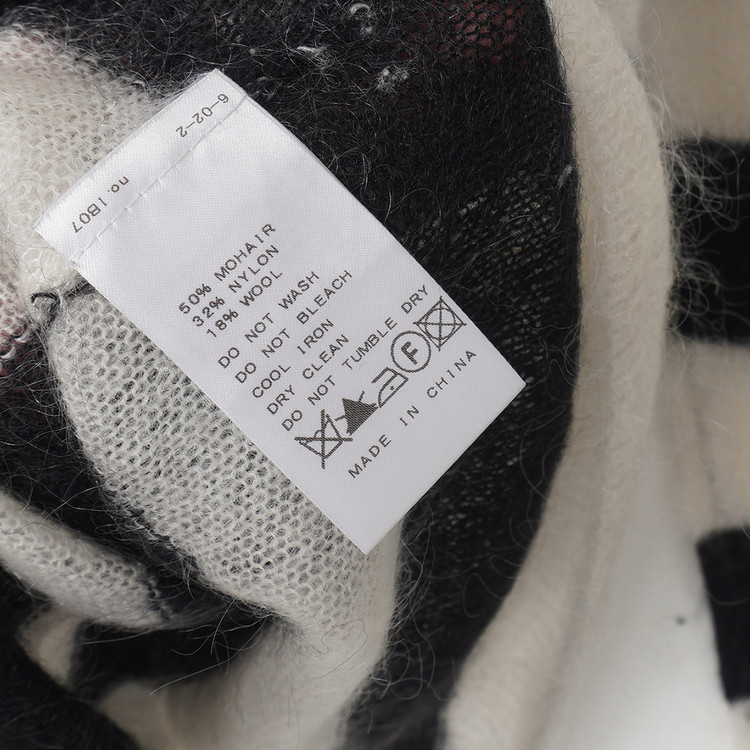 6-02-2
no.1B07
50% MOHAIR
32% NYLON
18% WOOL
DO NOT WASH
DO NOT BLEACH
COOL IRON
DRY CLEAN
DO NOT TUMBLE DRY
F
MADE IN CHINA